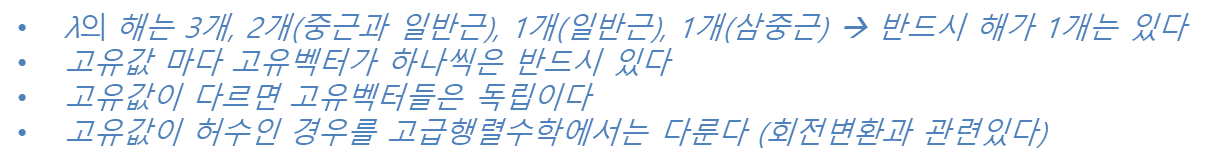 • λ의 해는 3개, 2개(중근과 일반근), 1개(일반근), 1개(삼중근) → 반드시 해가 1개는 있다
• 고유값 마다 고유벡터가 하나씩은 반드시 있다
• 고유값이 다르면 고유벡터들은 독립이다
• 고유값이 허수인 경우를 고급행렬수학에서는 다룬다 (회전변환과 관련있다)